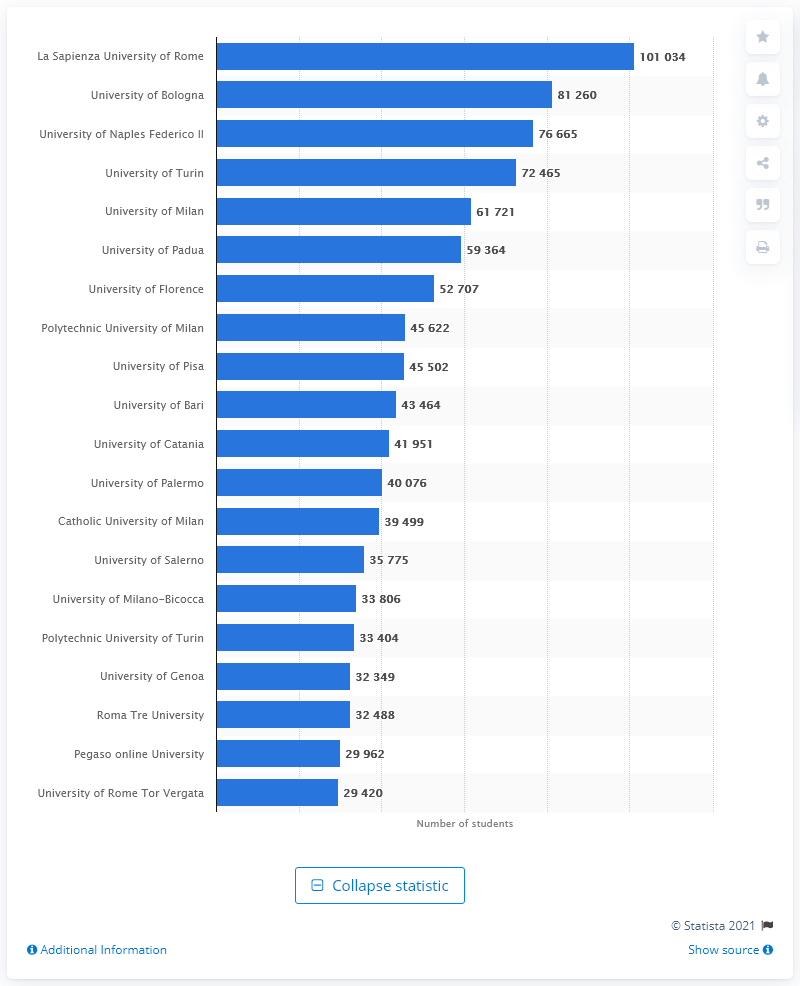 La Sapienza University of Rome 101 034
University of Bologna 81 260
University of Naples Federico II 76 665
University of Turin 72 465
University of Milan 61 721
University of Padua 59 364
University of Florence 52 707
Polytechnic University of Milan 45 622
University of Pisa 45 502
University of Bari 43 464
University of Catania 41 951
University of Palermo 40 076
Catholic University of Milan 39 499
University of Salerno 35 775
University of Milano-Bicocca 33 806
Polytechnic University of Turin 33 404
University of Genoa 32 349
Roma Tre University 32 488
Pegaso online University 29 962
University of Rome Tor Vergata 29 420
Number of students
Collapse statistic
© Statista 2021
Additional Information Show source